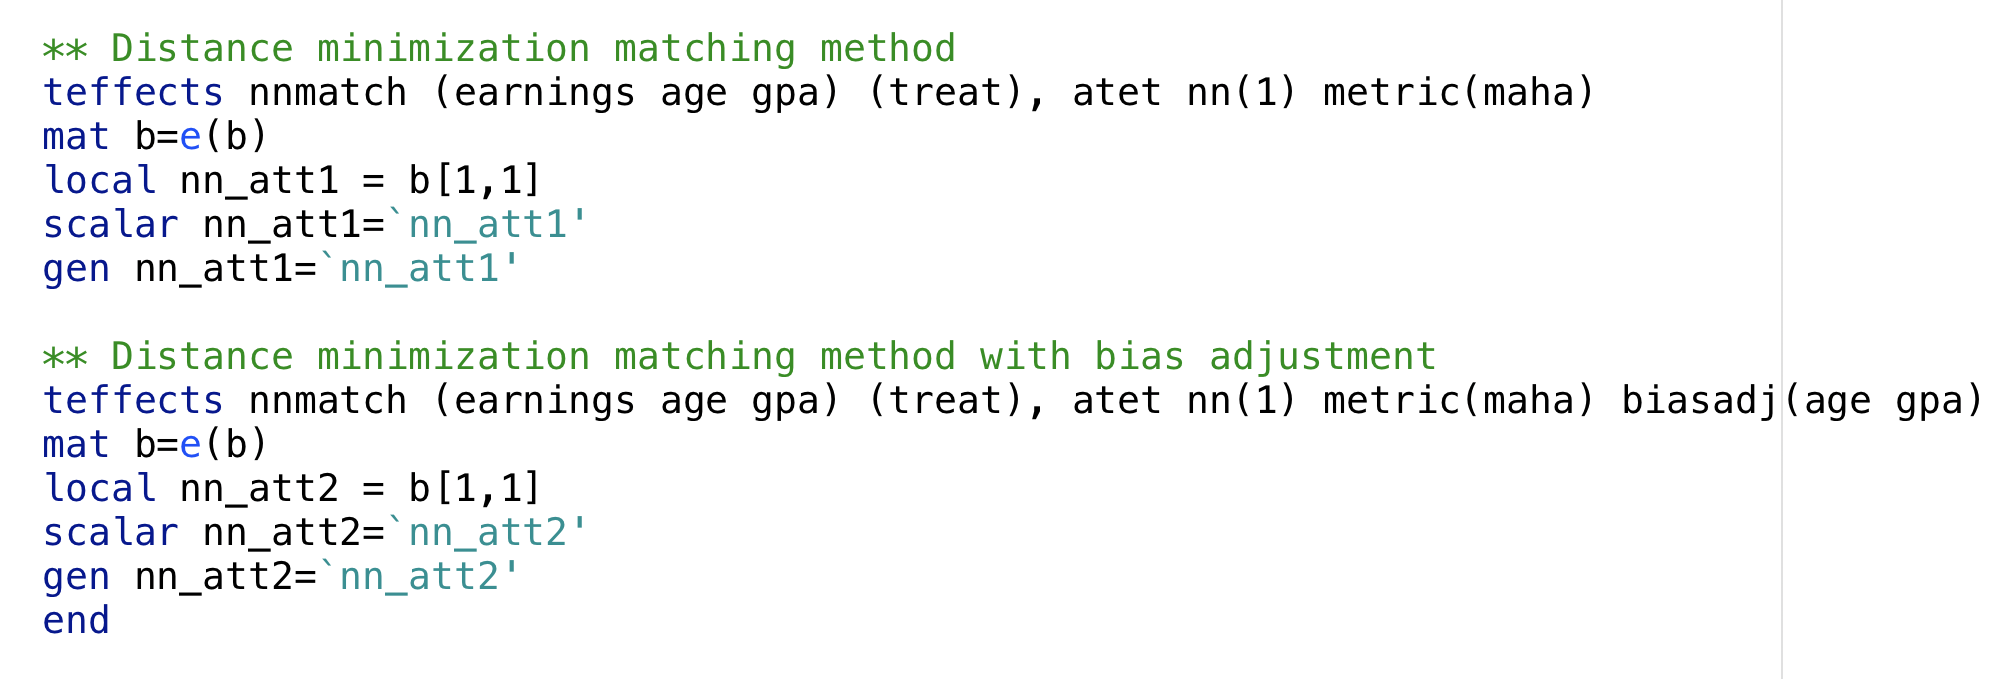 ** Distance minimization matching method
teffects nnmatch (earnings age gpa) (treat), atet nn(1) metric(maha)
mat b=e(b)
local nn_att1 = b[1,1]
scalar nn_att1=`nn_att1'
gen nn_att1=`nn_att1'

** Distance minimization matching method with bias adjustment
teffects nnmatch (earnings age gpa) (treat), atet nn(1) metric(maha) biasadj(age gpa)
mat b=e(b)
local nn_att2 = b[1,1]
scalar nn_att2=`nn_att2'
gen nn_att2=`nn_att2'
end